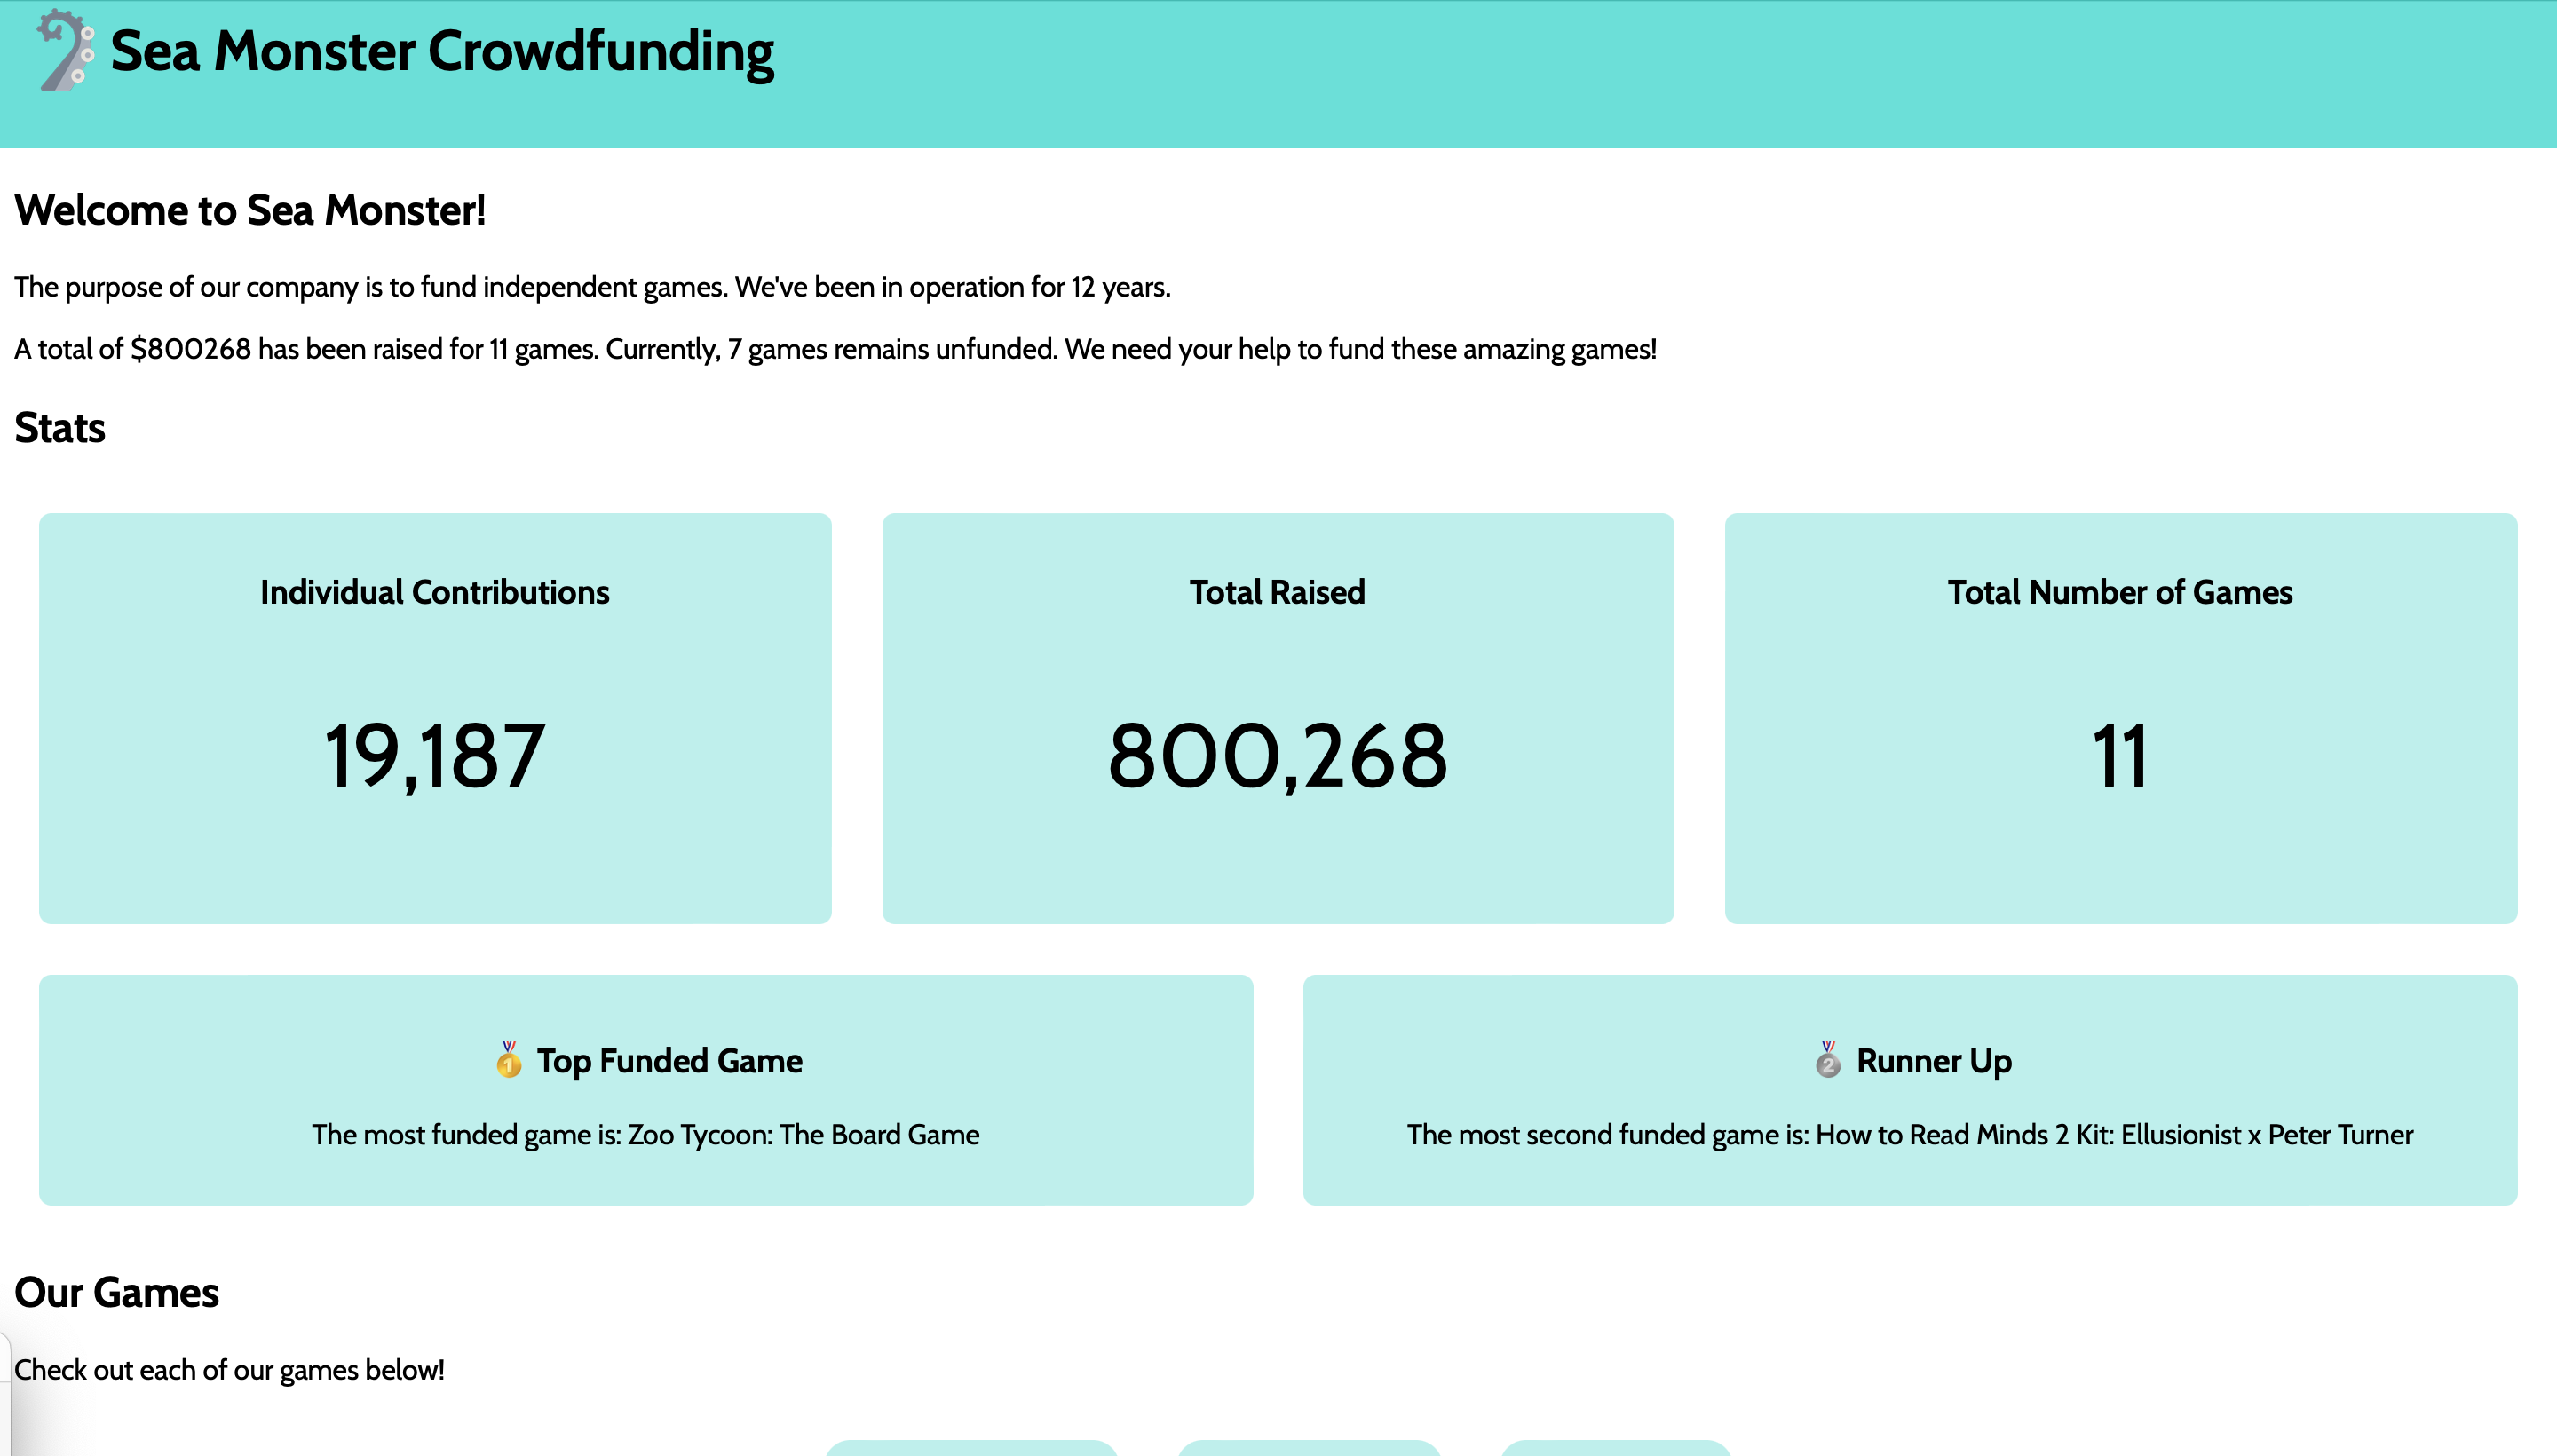 Sea Monster Crowdfunding
Welcome to Sea Monster!
The purpose of our company is to fund independent games. We've been in operation for 12 years.
A total of $800268 has been raised for 11 games. Currently, 7 games remains unfunded. We need your help to fund these amazing games!
Stats
Individual Contributions
19,187
Total Raised
800,268
Total Number of Games
11
1 Top Funded Game
The most funded game is: Zoo Tycoon: The Board Game
2 Runner Up
The most second funded game is: How to Read Minds 2 Kit: Ellusionist x Peter Turner
Our Games
Check out each of our games below!